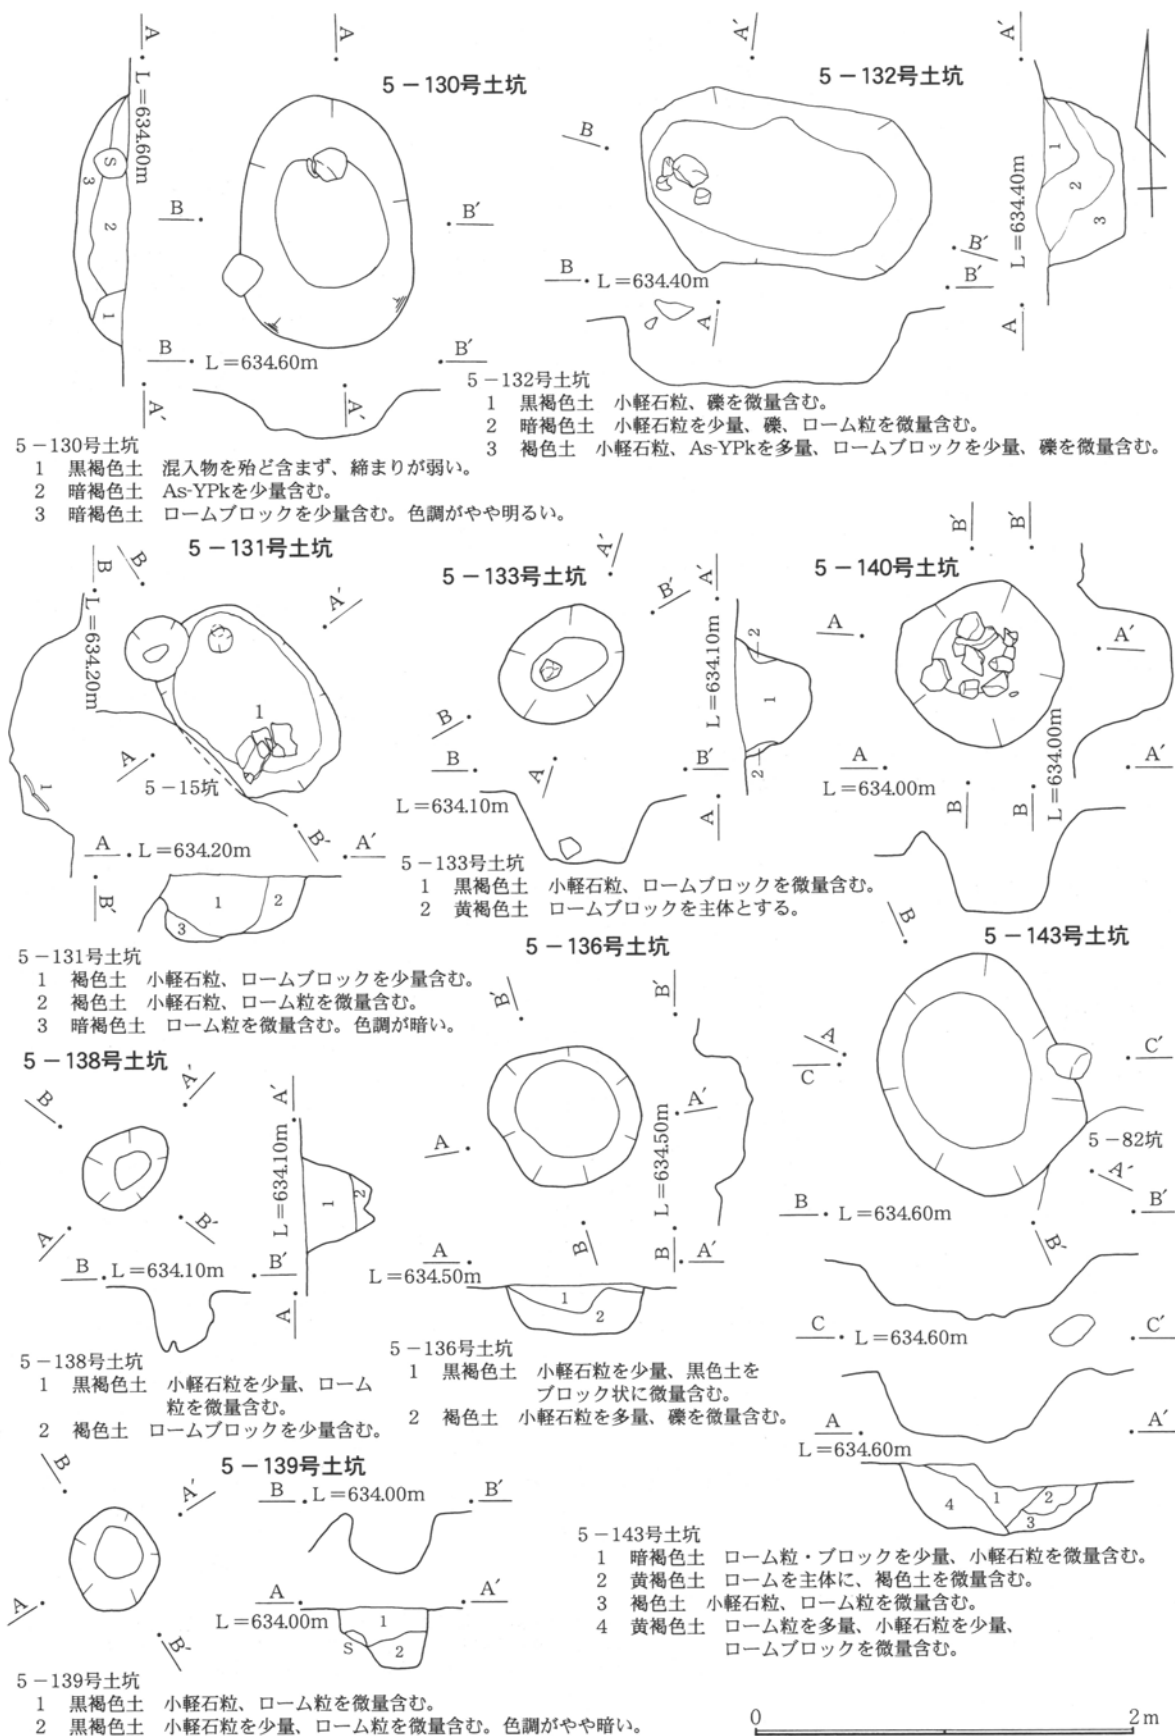 5－130号土坑
A
A
L＝634.60m
S
3
2
1
B
B′
B
L＝634.60m
B′
A′
A′
5－130号土坑
1　黒褐色土　混入物を殆ど含まず、締まりが弱い。
2　暗褐色土　As-YPkを少量含む。
3　暗褐色土　ロームブロックを少量含む。色調がやや明るい。
5－132号土坑
A′
A′
B
B′
B
L＝634.40m
B′
A
L＝634.40m
1
2
3
A
5－132号土坑
1　黒褐色土　小軽石粒、礫を微量含む。
2　暗褐色土　小軽石粒を少量、礫、ローム粒を微量含む。
3　褐色土　小軽石粒、As-YPkを多量、ロームブロックを少量、礫を微量含む。
5－131号土坑
B
B
L＝634.20m
A′
1
A
5－15坑
1
B′
A
L＝634.20m
A′
B′
1
2
3
5－131号土坑
1　褐色土　小軽石粒、ロームブロックを少量含む。
2　褐色土　小軽石粒、ローム粒を微量含む。
3　暗褐色土　ローム粒を微量含む。色調が暗い。
5－133号土坑
A′
B′
A′
L＝634.10m
2
1
2
B
A
B
B′
L＝634.10m
A
5－133号土坑
1　黒褐色土　小軽石粒、ロームブロックを微量含む。
2　黄褐色土　ロームブロックを主体とする。
5－140号土坑
B′
B′
A
A′
L＝634.00m
A
A′
L＝634.00m
B
B
5－138号土坑
B
A′
A′
L＝634.10m
1
2
A
B′
B
L＝634.10m
B′
A
5－138号土坑
1　黒褐色土　小軽石粒を少量、ローム
粒を微量含む。
2　褐色土　ロームブロックを少量含む。
5－136号土坑
B′
B′
A
A′
L＝634.50m
B
B
A
A′
L＝634.50m
1
2
5－136号土坑
1　黒褐色土　小軽石粒を少量、黒色土を
ブロック状に微量含む。
2　褐色土　小軽石粒を多量、礫を微量含む。
5－143号土坑
B
A
C
C′
5－82坑
A′
B
L＝634.60m
B′
B′
C
L＝634.60m
C′
A
A′
L＝634.60m
4
1
2
3
5－143号土坑
1　暗褐色土　ローム粒・ブロックを少量、小軽石粒を微量含む。
2　黄褐色土　ロームを主体に、褐色土を微量含む。
3　褐色土　小軽石粒、ローム粒を微量含む。
4　黄褐色土　ローム粒を多量、小軽石粒を少量、
ロームブロックを微量含む。
5－139号土坑
B
A′
A
B′
B
L＝634.00m
B′
A
A′
L＝634.00m
1
S
2
5－139号土坑
1　黒褐色土　小軽石粒、ローム粒を微量含む。
2　黒褐色土　小軽石粒を少量、ローム粒を微量含む。色調がやや暗い。
0
2m